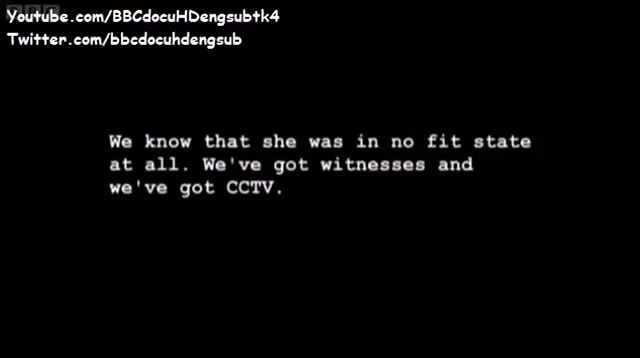 Youtube.com/BBCdocuHDengsubtk4
Twitter.com/bbcdocuhdengsub
We know that she was in no fit state
at all. We've got witnesses and
we've got CCTV.